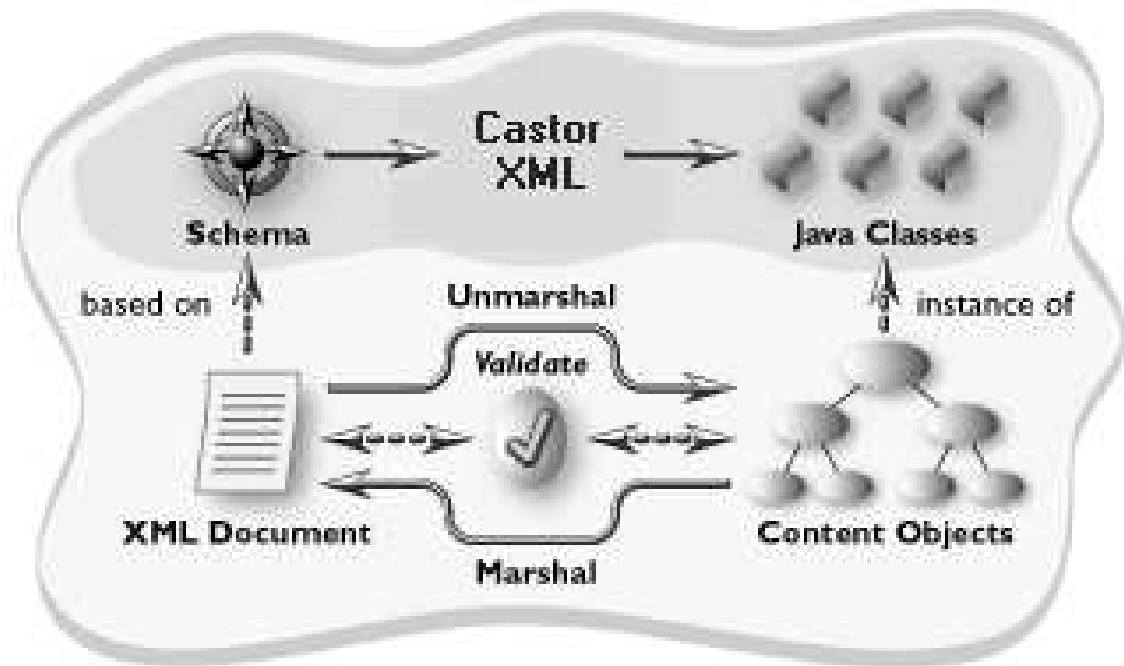 Castor
XML
Schema
Java Classes
based on
Unmarshal
instance of
Validate
XML Document
Content Objects
Marshal